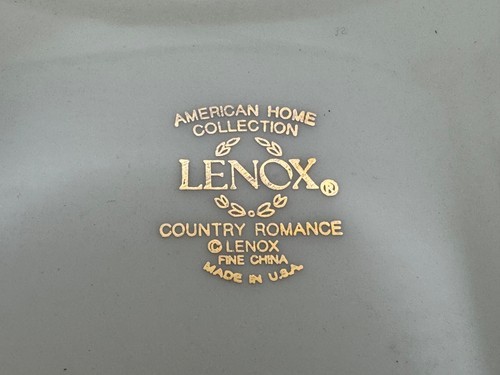 AMERICAN HOME
COLLECTION
LENOX®
COUNTRY ROMANCE
© LENOX
FINE CHINA
MADE IN U.S.A.